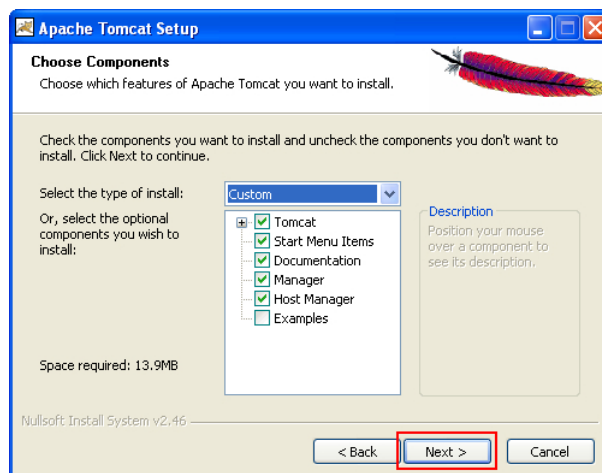 Apache Tomcat Setup
Choose Components
Choose which features of Apache Tomcat you want to install.
Check the components you want to install and uncheck the components you don't want to
install. Click Next to continue.
Select the type of install:
Custom
Or, select the optional
components you wish to
install:
Tomcat
Start Menu Items
Documentation
Manager
Host Manager
Examples
Description
Position your mouse
over a component to
see its description.
Space required: 13.9MB
Nullsoft Install System v2.46
< Back
Next >
Cancel